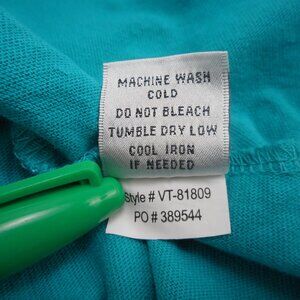 MACHINE WASH
COLD
DO NOT BLEACH
TUMBLE DRY LOW
COOL IRON
IF NEEDED
Style # VT-81809
PO # 389544